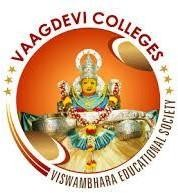 VAAGDEVI COLLEGES
VISWAMBHARA EDUCATIONAL SOCIETY